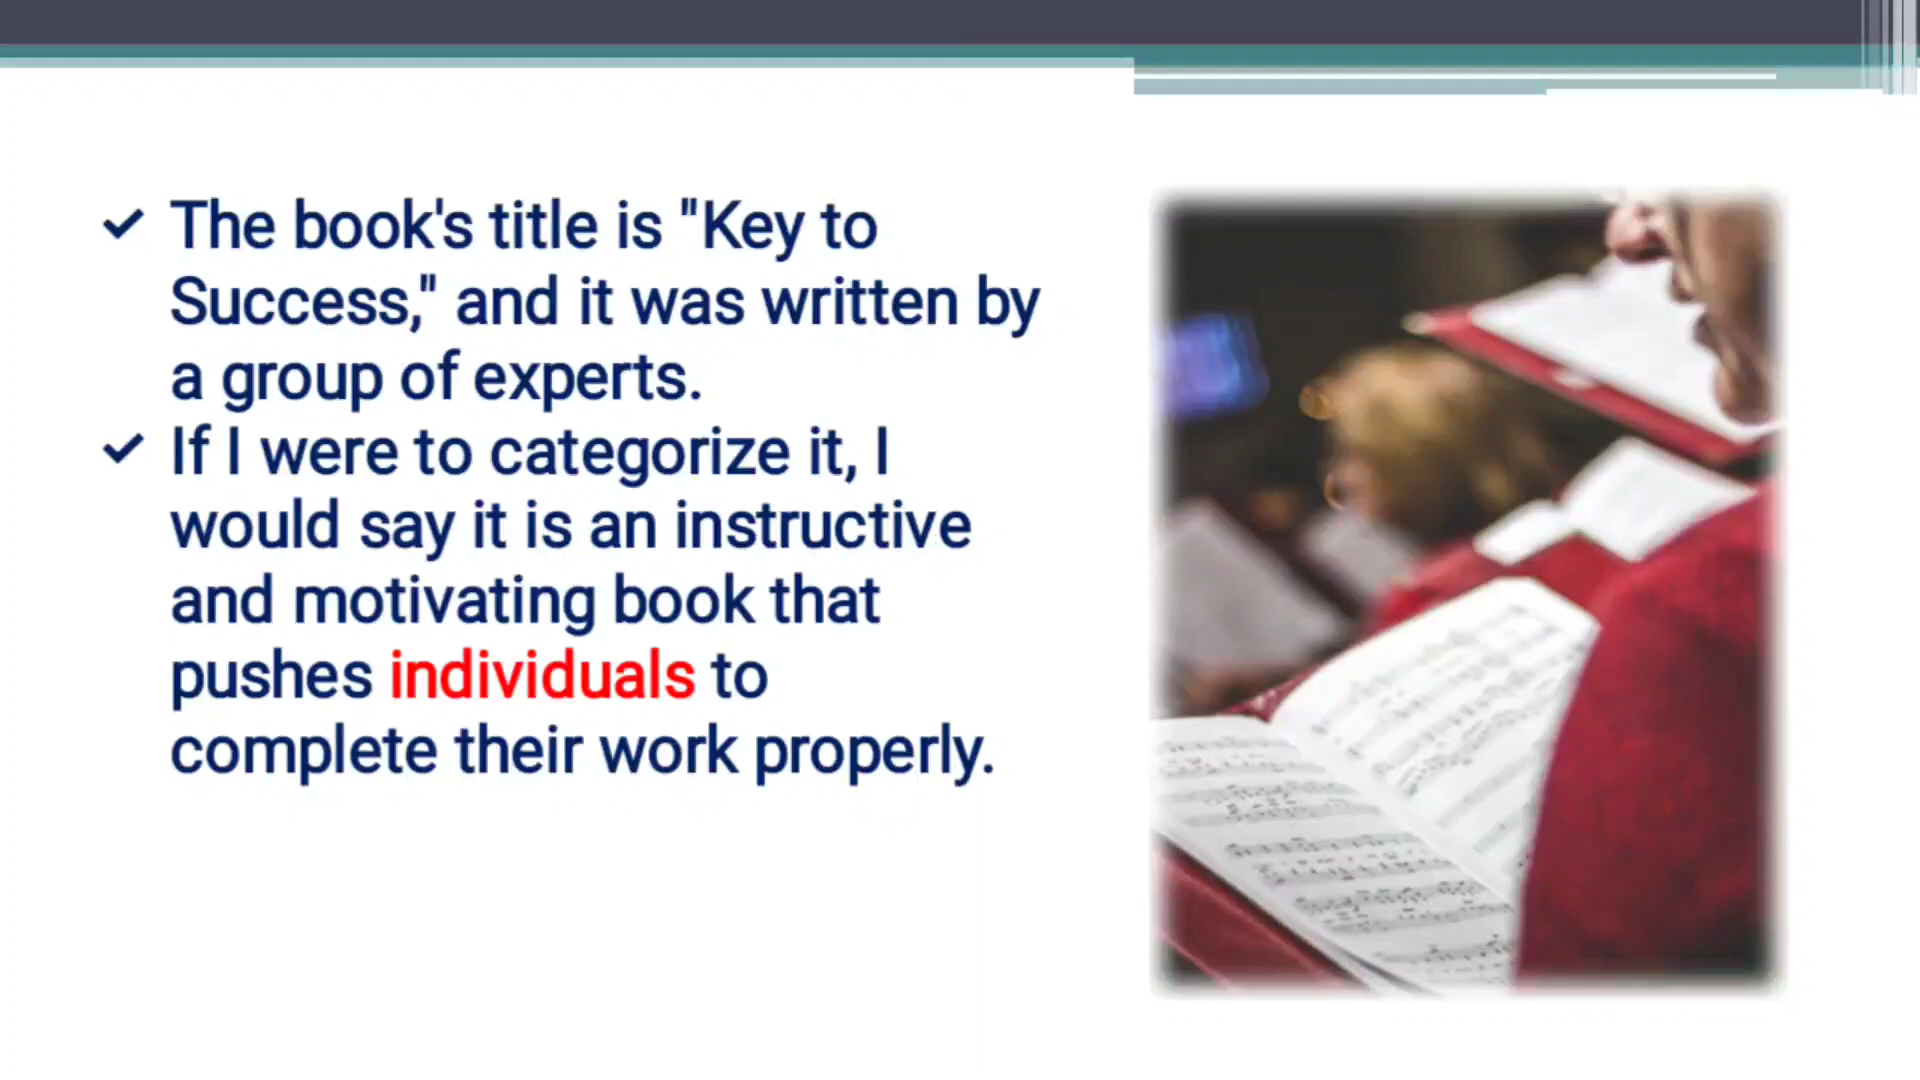 The book's title is "Key to
Success," and it was written by
a group of experts.
If I were to categorize it, I
would say it is an instructive
and motivating book that
pushes individuals to
complete their work properly.